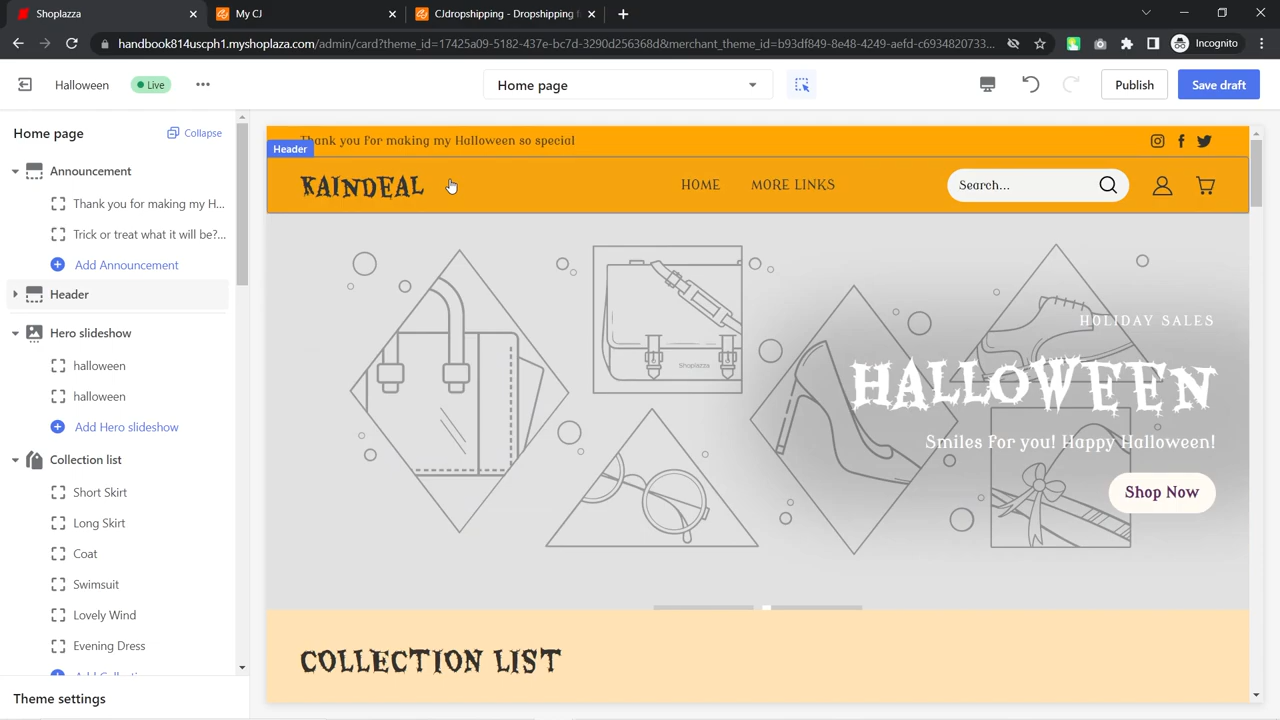 Shoplazza
My CJ
CJdropshipping - Dropshipping f
handbook814uscph1.myshoplaza.com/admin/card?theme_id=17425a09-5182-437e-bc7d-3290d256368d&merchant_theme_id=b93df849-8e48-4249-aefd-c6934820733...
Incognito
Halloween
Live
Home page
Publish
Save draft
Home page
Collapse
Announcement
Thank you for making my H...
Trick or treat what it will be?...
Add Announcement
Header
Hero slideshow
halloween
halloween
Add Hero slideshow
Collection list
Short Skirt
Long Skirt
Coat
Swimsuit
Lovely Wind
Evening Dress
Theme settings
Thank you for making my Halloween so special
Header
HOME
MORE LINKS
Search...
Shoplazza
HOLIDAY SALES
HALLOWEEN
Smiles for you! Happy Halloween!
Shop Now
COLLECTION LIST